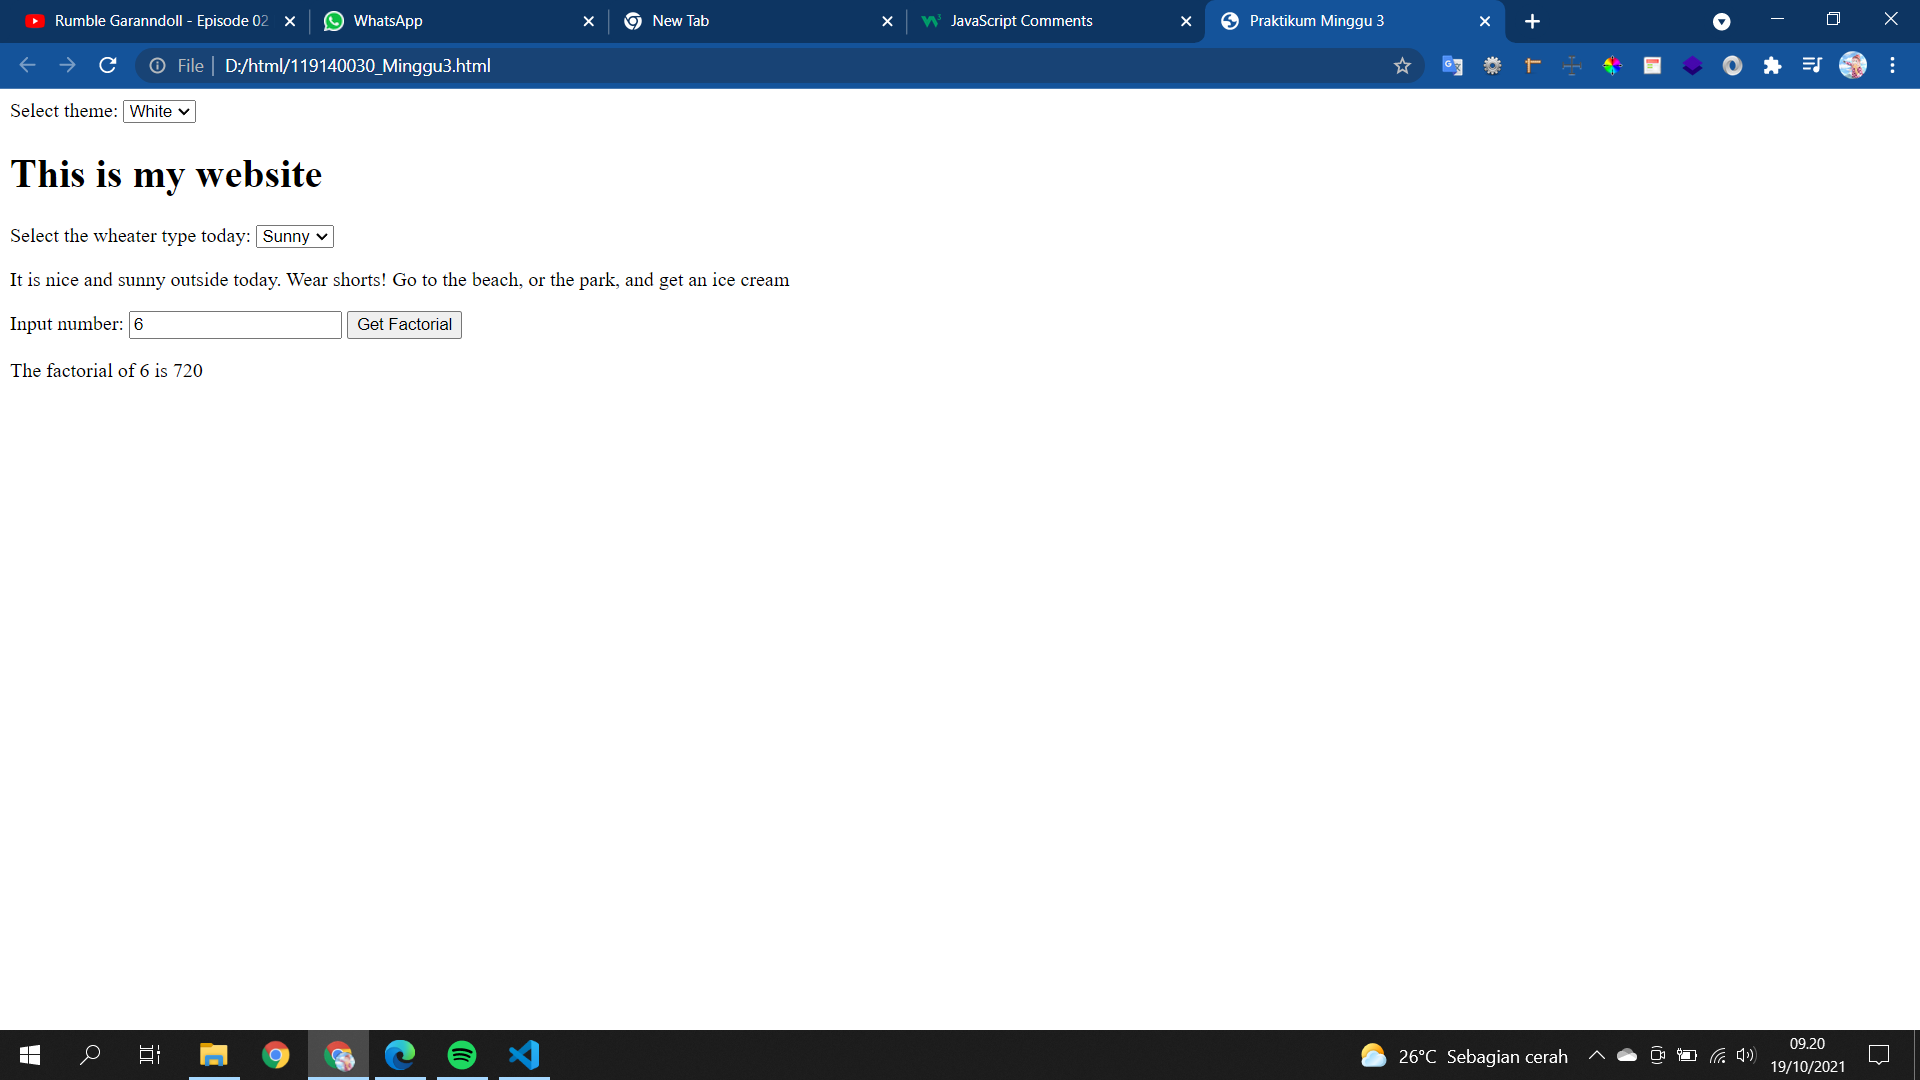 Rumble Garanndoll - Episode 02
WhatsApp
New Tab
JavaScript Comments
Praktikum Minggu 3
File | D:/html/119140030_Minggu3.html
Select theme: White
This is my website
Select the wheater type today: Sunny
It is nice and sunny outside today. Wear shorts! Go to the beach, or the park, and get an ice cream
Input number: 6 Get Factorial
The factorial of 6 is 720
26°C Sebagian cerah
09.20
19/10/2021